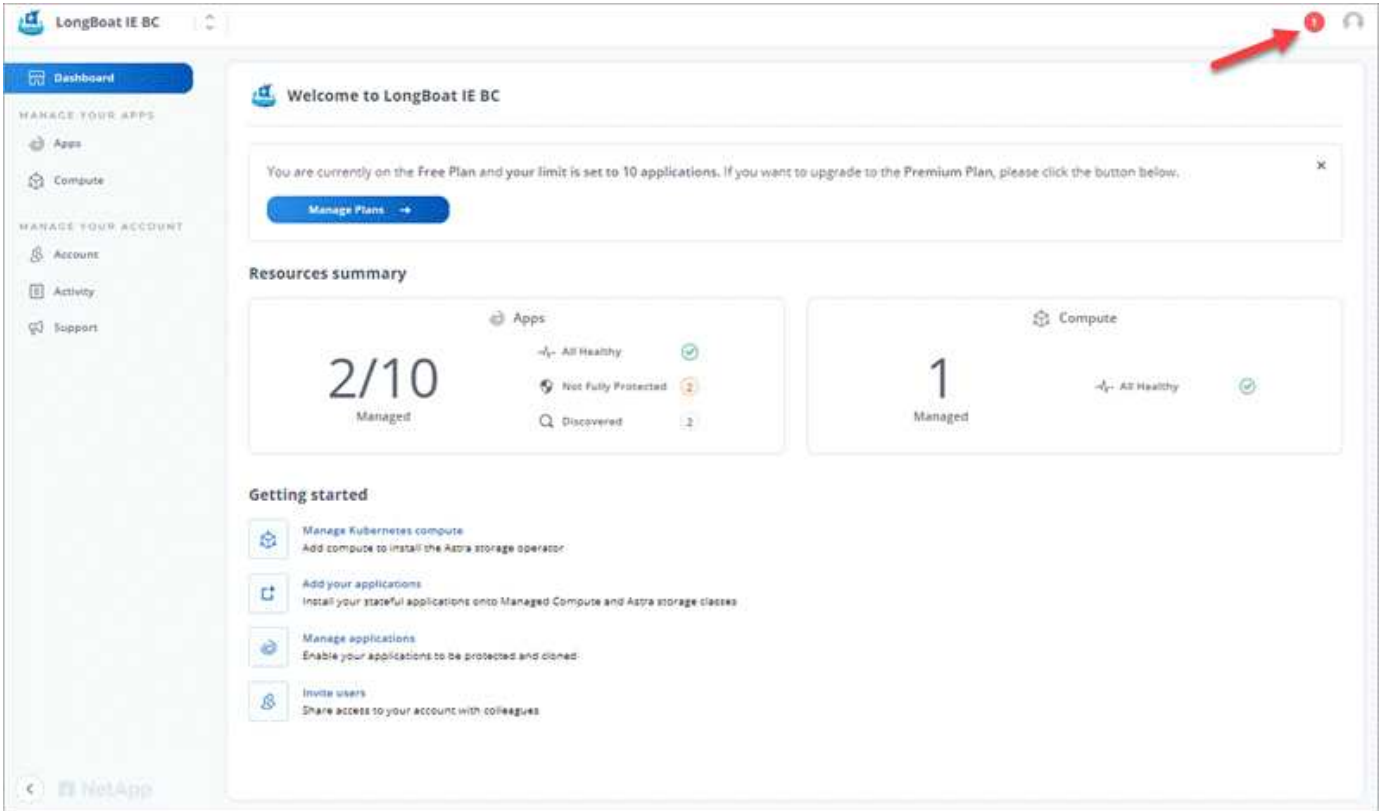 LongBoat IE BC
1
Dashboard
MANAGE YOUR APPS
Apps
Compute
MANAGE YOUR ACCOUNT
Account
Activity
Support
Welcome to LongBoat IE BC
You are currently on the Free Plan and your limit is set to 10 applications. If you want to upgrade to the Premium Plan, please click the button below.
Manage Plans →
Resources summary
Apps
2/10
Managed
All Healthy
Not Fully Protected 2
Discovered 2
Compute
1
Managed
All Healthy
Getting started
Manage Kubernetes compute
Add compute to install the Astra storage operator
Add your applications
Install your stateful applications onto Managed Compute and Astra storage classes
Manage applications
Enable your applications to be protected and cloned
Invite users
Share access to your account with colleagues
NetApp